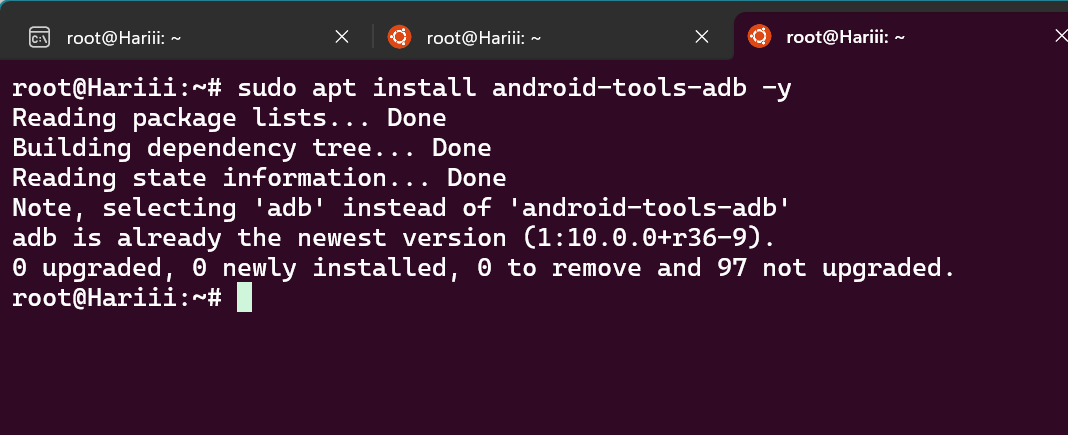 root@Hariii: ~
root@Hariii: ~
root@Hariii: ~
root@Hariii:~# sudo apt install android-tools-adb -y
Reading package lists... Done
Building dependency tree... Done
Reading state information... Done
Note, selecting 'adb' instead of 'android-tools-adb'
adb is already the newest version (1:10.0.0+r36-9).
0 upgraded, 0 newly installed, 0 to remove and 97 not upgraded.
root@Hariii:~#